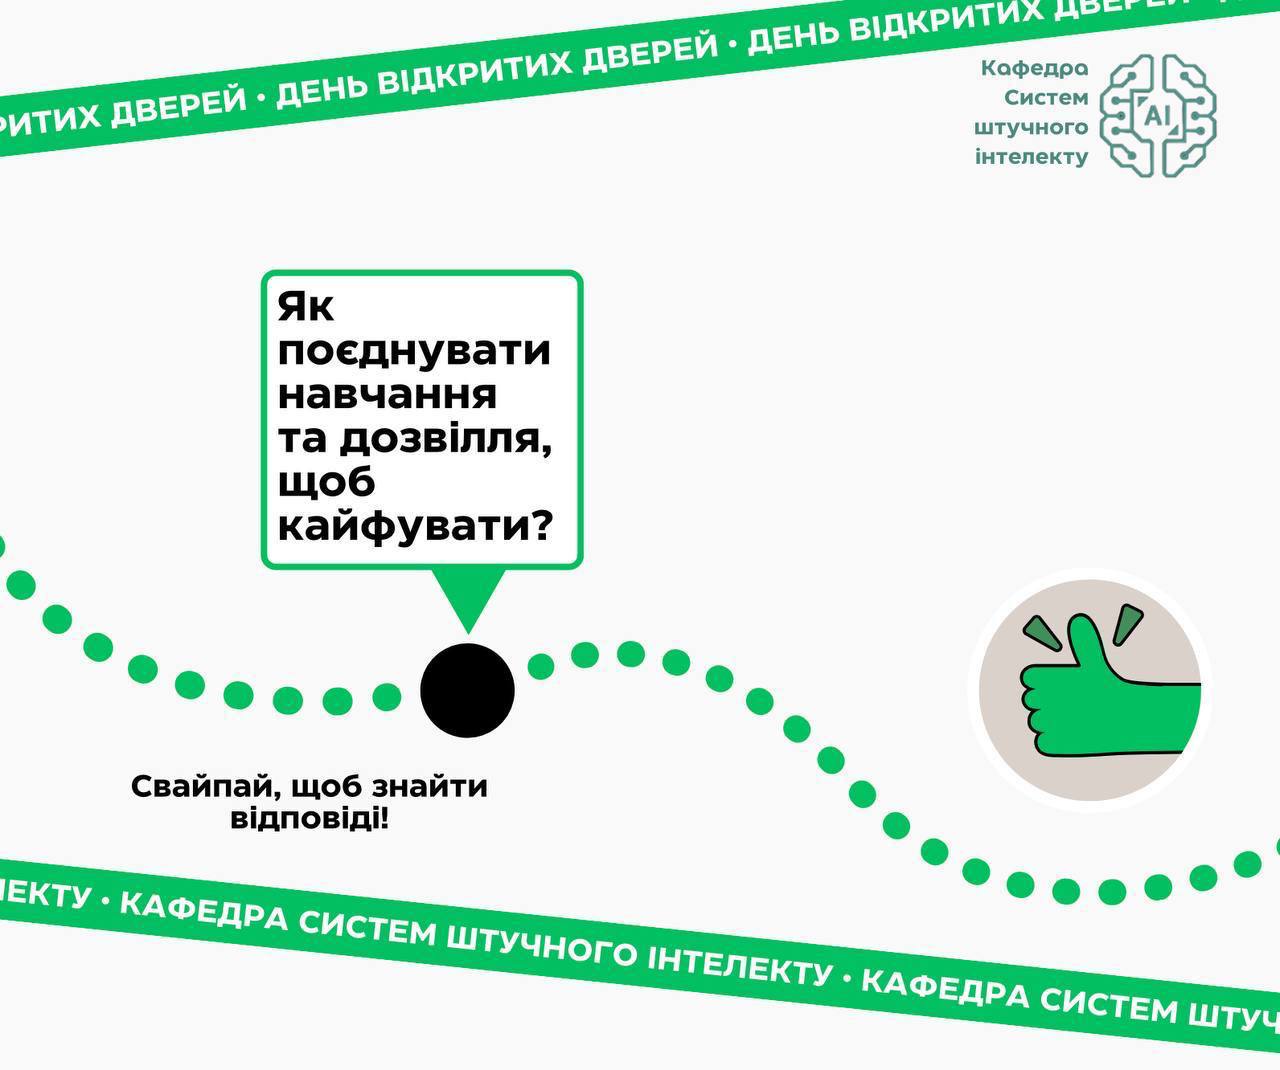 РИТИХ ДВЕРЕЙ • ДЕНЬ ВІДКРИТИХ ДВЕРЕЙ • ДЕНЬ ВІДКРИТИХ ДВЕРЕЙ
Кафедра
Систем
штучного
інтелекту
AI
Як
поєднувати
навчання
та дозвілля,
щоб
кайфувати?
Свайпай, щоб знайти
відповіді!
ЛЕКТУ • КАФЕДРА СИСТЕМ ШТУЧНОГО ІНТЕЛЕКТУ • КАФЕДРА СИСТЕМ ШТУЧ